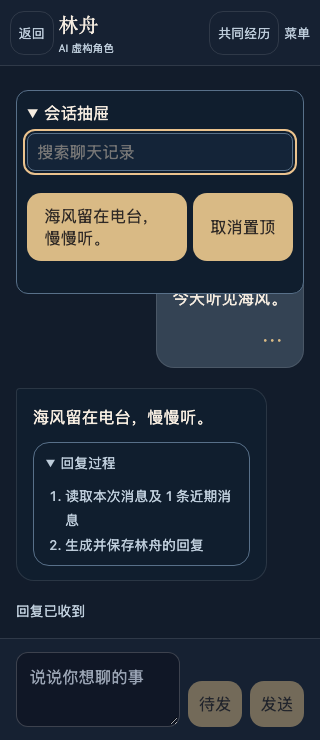 返回
林舟
AI 虚构角色
共同经历
菜单
▼ 会话抽屉
搜索聊天记录
海风留在电台，
慢慢听。
取消置顶
今天听见海风。
...
海风留在电台，慢慢听。
▼ 回复过程
1. 读取本次消息及 1 条近期消
息
2. 生成并保存林舟的回复
回复已收到
说说你想聊的事
待发
发送